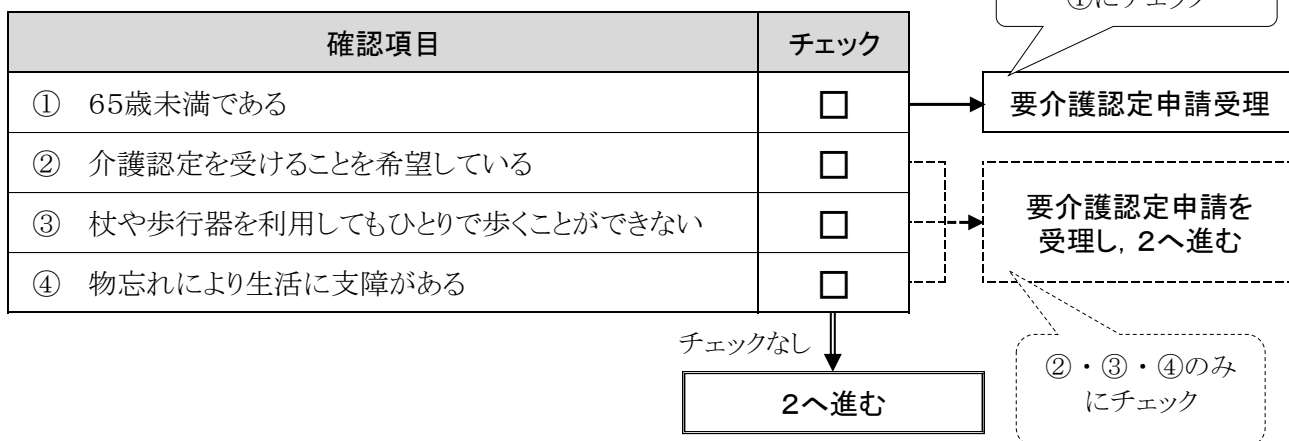 ①にチェック
確認項目 チェック
① 65歳未満である □
要介護認定申請受理
② 介護認定を受けることを希望している □
③ 杖や歩行器を利用してもひとりで歩くことができない □
④ 物忘れにより生活に支障がある □
要介護認定申請を
受理し，2へ進む
チェックなし
2へ進む
②・③・④のみ
にチェック